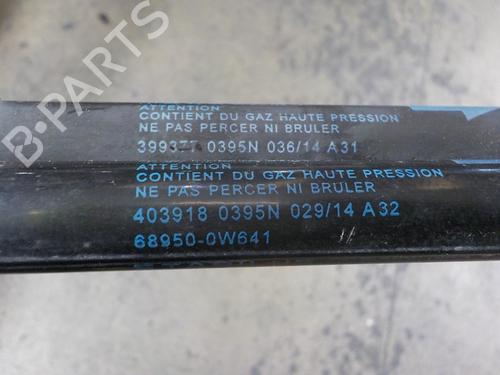 ATTENTION
CONTIENT DU GAZ HAUTE PRESSION
NE PAS PERCER NI BRULER
399377 0395N 036/14 A31
ATTENTION
CONTIENT DU GAZ HAUTE PRESSION
NE PAS PERCER NI BRULER
403918 0395N 029/14 A32
68950-0W641
B-PARTS